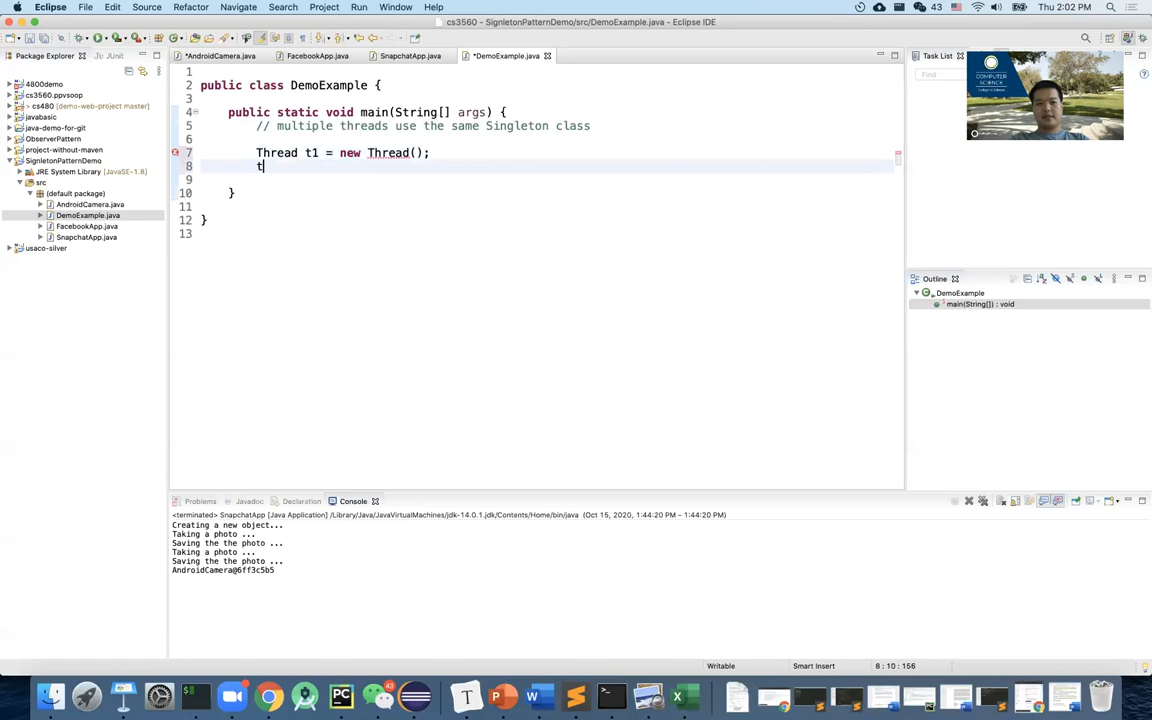 Eclipse File Edit Source Refactor Navigate Search Project Run Window Help 43 Thu 2:02 PM
cs3560 - SignletonPatternDemo/src/DemoExample.java - Eclipse IDE
Package Explorer JUnit
*AndroidCamera.java FacebookApp.java SnapchatApp.java *DemoExample.java
Task List
Find
COMPUTER
SCIENCE
4800demo
cs3560.ppvsoop
> cs480 [demo-web-project master]
javabasic
java-demo-for-git
ObserverPattern
project-without-maven
SignletonPatternDemo
JRE System Library [JavaSE-1.8]
src
(default package)
AndroidCamera.java
DemoExample.java
FacebookApp.java
SnapchatApp.java
usaco-silver
1
2 public class DemoExample {
3
4 public static void main(String[] args) {
5 // multiple threads use the same Singleton class
6
7 Thread t1 = new Thread();
8 t
9
10 }
11
12 }
13
Outline
DemoExample
main(String[]) : void
Problems Javadoc Declaration Console
<terminated> SnapchatApp [Java Application] /Library/Java/JavaVirtualMachines/jdk-14.0.1.jdk/Contents/Home/bin/java (Oct 15, 2020, 1:44:20 PM – 1:44:20 PM)
Creating a new object...
Taking a photo ...
Saving the the photo ...
Taking a photo ...
Saving the the photo ...
AndroidCamera@6ff3c5b5
Writable Smart Insert 8 : 10 : 156